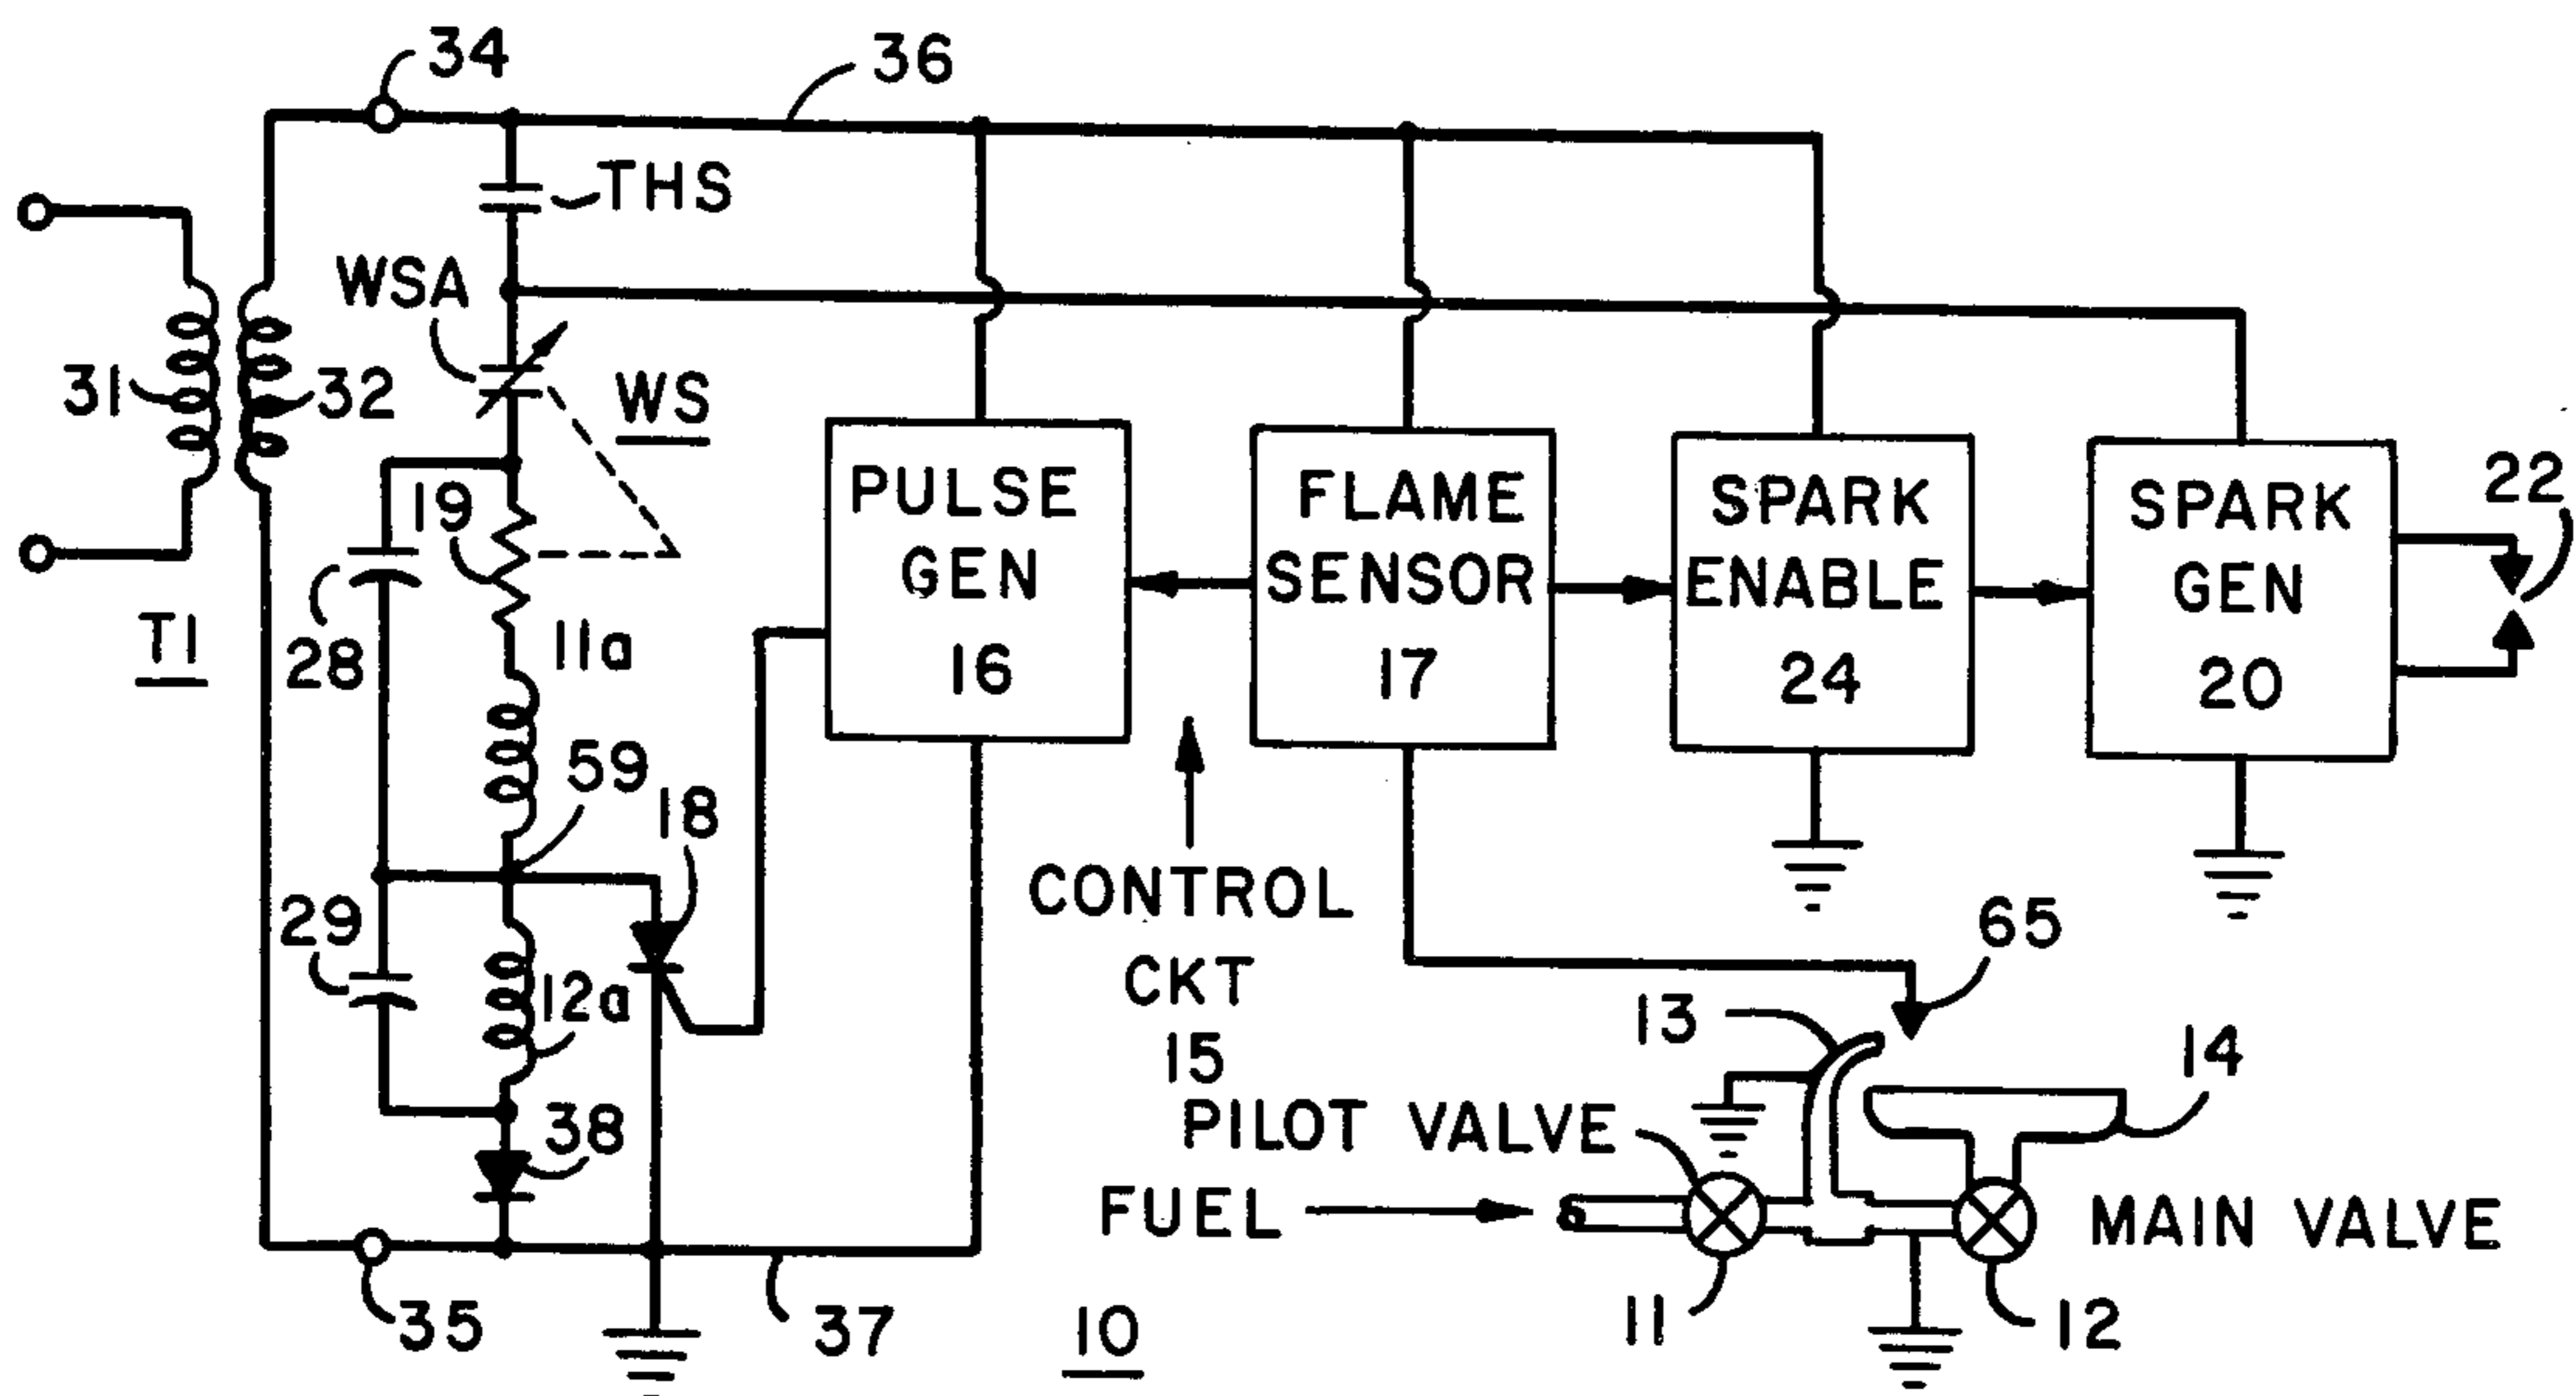 34
36
THS
WSA
31
32
WS
19
28
T1
11a
59
18
29
12a
38
35
37
PULSE
GEN
16
FLAME
SENSOR
17
SPARK
ENABLE
24
SPARK
GEN
20
22
CONTROL
CKT
15
65
13
14
PILOT VALVE
FUEL
MAIN VALVE
11
12
10